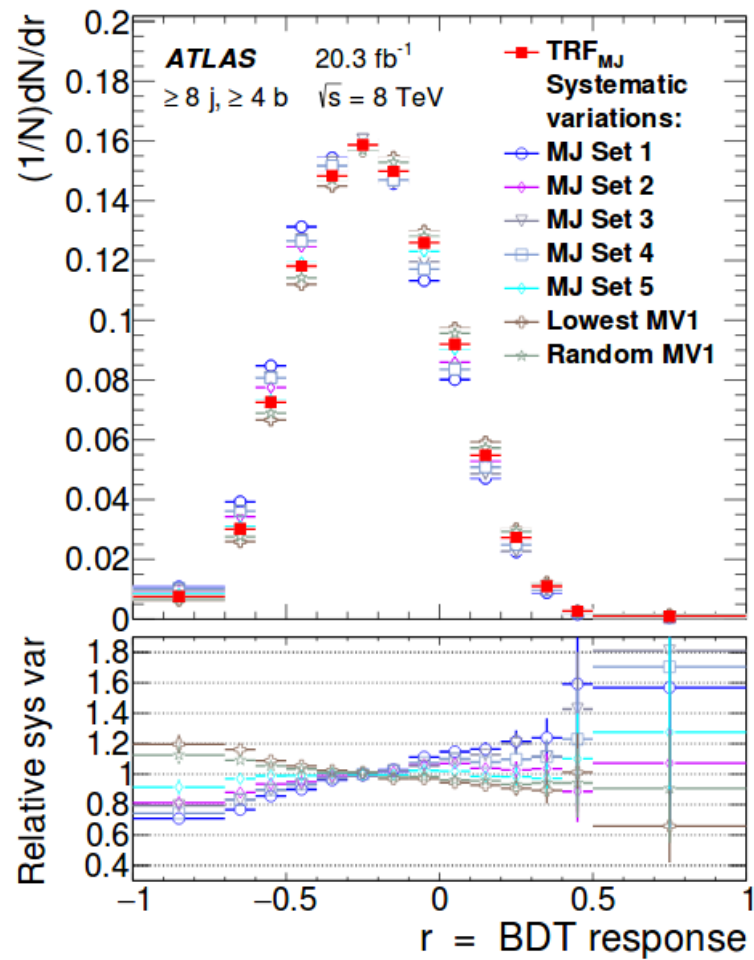 (1/N)dN/dr
0.2
0.18
0.16
0.14
0.12
0.1
0.08
0.06
0.04
0.02
0
ATLAS 20.3 fb⁻¹
≥ 8 j, ≥ 4 b √s = 8 TeV
TRF_MJ
Systematic
variations:
MJ Set 1
MJ Set 2
MJ Set 3
MJ Set 4
MJ Set 5
Lowest MV1
Random MV1
Relative sys var
1.8
1.6
1.4
1.2
1
0.8
0.6
0.4
−1 −0.5 0 0.5 1
r = BDT response